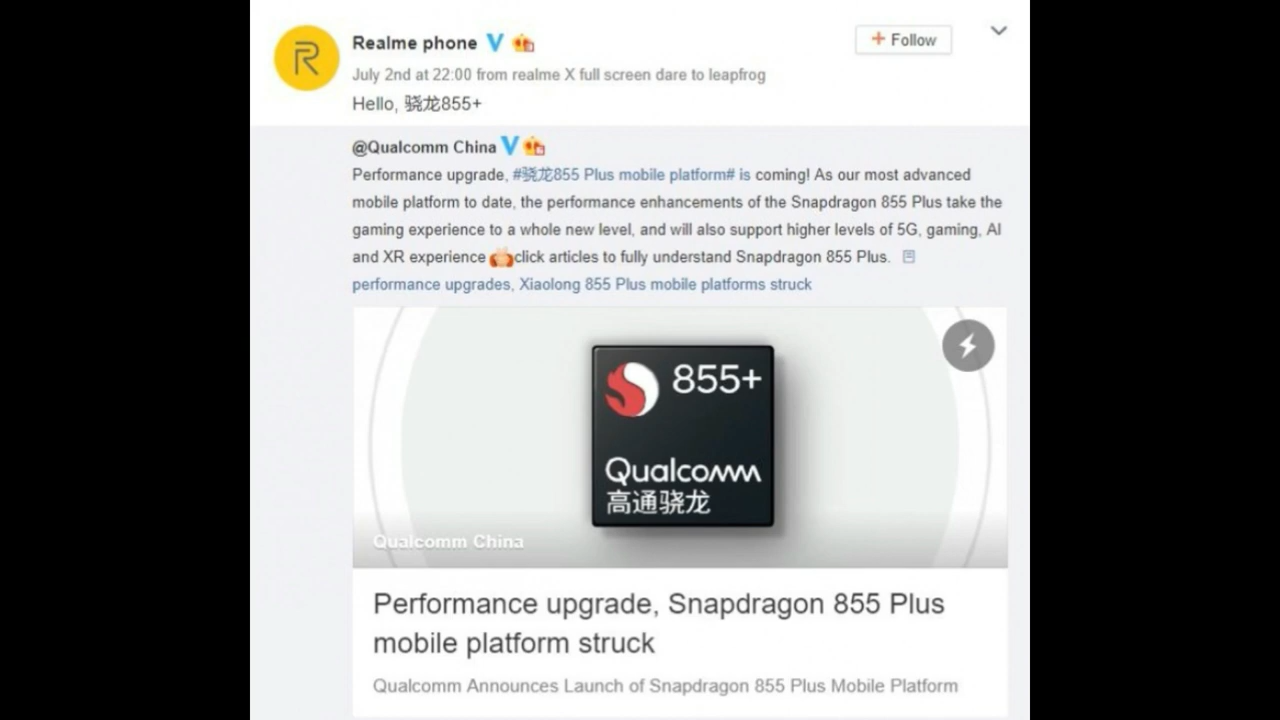 Realme phone
+ Follow
July 2nd at 22:00 from realme X full screen dare to leapfrog
Hello, 骁龙855+
@Qualcomm China
Performance upgrade, #骁龙855 Plus mobile platform# is coming! As our most advanced
mobile platform to date, the performance enhancements of the Snapdragon 855 Plus take the
gaming experience to a whole new level, and will also support higher levels of 5G, gaming, AI
and XR experience click articles to fully understand Snapdragon 855 Plus.
performance upgrades, Xiaolong 855 Plus mobile platforms struck
855+
Qualcomm
高通骁龙
Qualcomm China
Performance upgrade, Snapdragon 855 Plus
mobile platform struck
Qualcomm Announces Launch of Snapdragon 855 Plus Mobile Platform